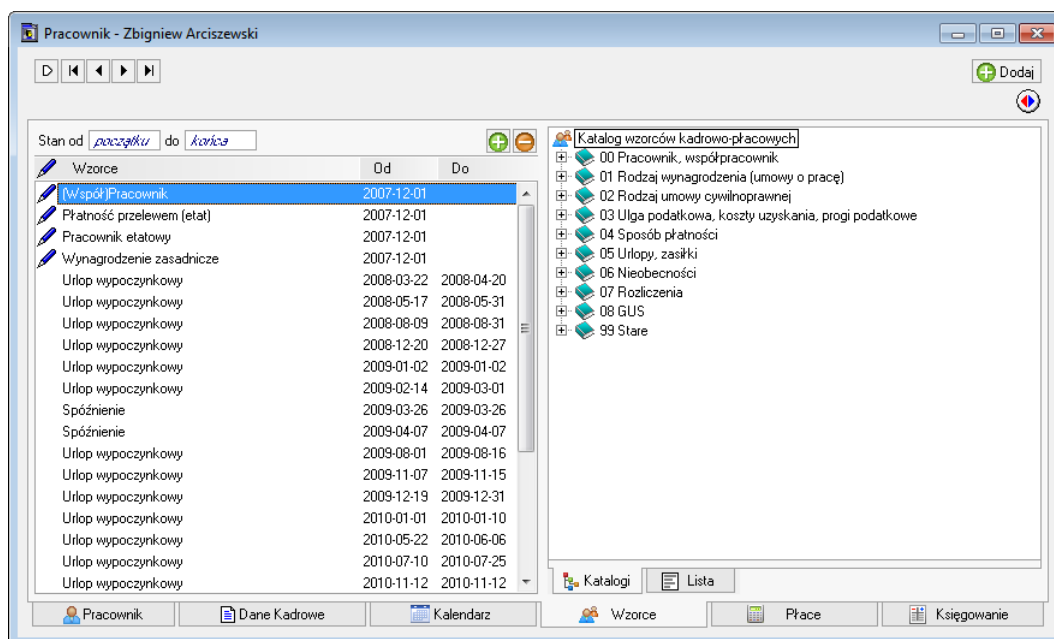 Pracownik - Zbigniew Arciszewski
Dodaj
Stan od początku do końca
Wzorce Od Do
(Współ)Pracownik 2007-12-01
Płatność przelewem (etat) 2007-12-01
Pracownik etatowy 2007-12-01
Wynagrodzenie zasadnicze 2007-12-01
Urlop wypoczynkowy 2008-03-22 2008-04-20
Urlop wypoczynkowy 2008-05-17 2008-05-31
Urlop wypoczynkowy 2008-08-09 2008-08-31
Urlop wypoczynkowy 2008-12-20 2008-12-27
Urlop wypoczynkowy 2009-01-02 2009-01-02
Urlop wypoczynkowy 2009-02-14 2009-03-01
Spóźnienie 2009-03-26 2009-03-26
Spóźnienie 2009-04-07 2009-04-07
Urlop wypoczynkowy 2009-08-01 2009-08-16
Urlop wypoczynkowy 2009-11-07 2009-11-15
Urlop wypoczynkowy 2009-12-19 2009-12-31
Urlop wypoczynkowy 2010-01-01 2010-01-10
Urlop wypoczynkowy 2010-05-22 2010-06-06
Urlop wypoczynkowy 2010-07-10 2010-07-25
Urlop wypoczynkowy 2010-11-12 2010-11-12
Katalog wzorców kadrowo-płacowych
00 Pracownik, współpracownik
01 Rodzaj wynagrodzenia (umowy o pracę)
02 Rodzaj umowy cywilnoprawnej
03 Ulga podatkowa, koszty uzyskania, progi podatkowe
04 Sposób płatności
05 Urlopy, zasiłki
06 Nieobecności
07 Rozliczenia
08 GUS
99 Stare
Katalogi Lista
Pracownik Dane Kadrowe Kalendarz Wzorce Płace Księgowanie